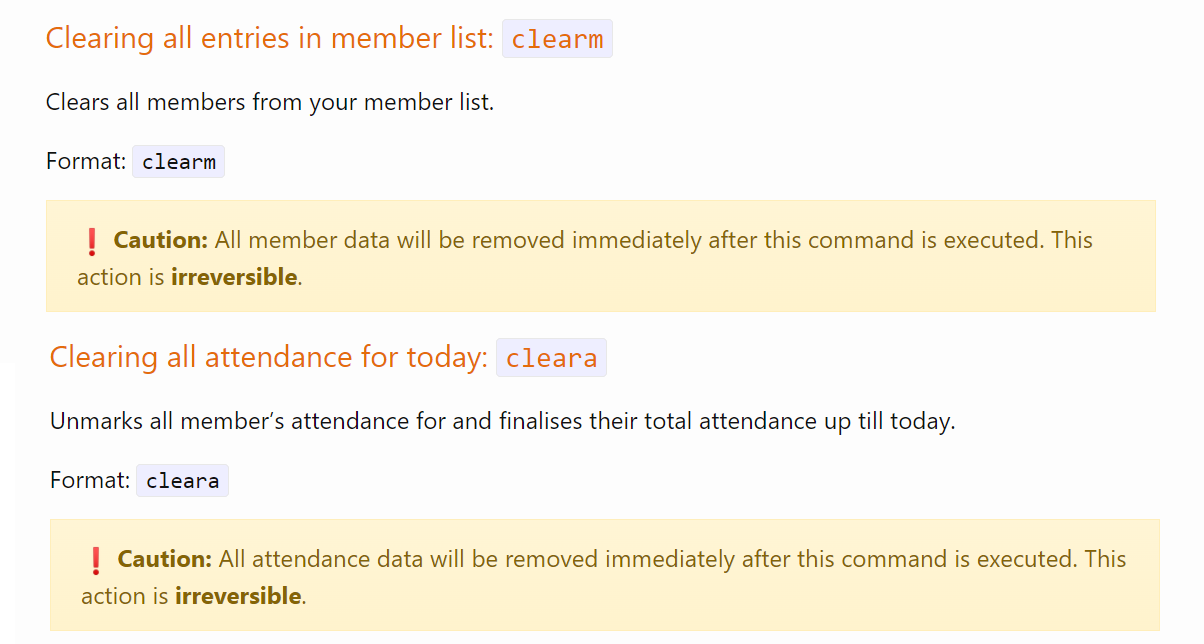 Clearing all entries in member list: clearm
Clears all members from your member list.
Format: clearm
❗ Caution: All member data will be removed immediately after this command is executed. This
action is irreversible.
Clearing all attendance for today: cleara
Unmarks all member’s attendance for and finalises their total attendance up till today.
Format: cleara
❗ Caution: All attendance data will be removed immediately after this command is executed. This
action is irreversible.